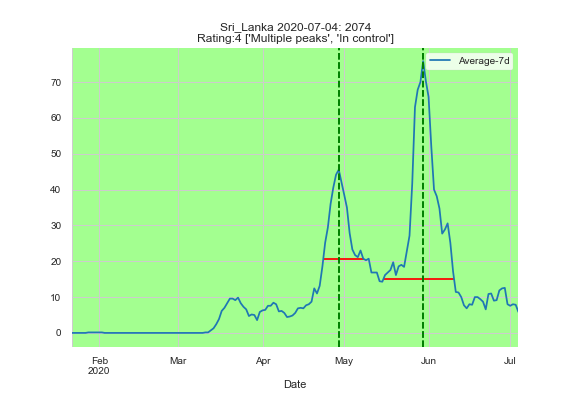 Sri_Lanka 2020-07-04: 2074
Rating:4 ['Multiple peaks', 'In control']
Average-7d
70
60
50
40
30
20
10
0
Feb Mar Apr May Jun Jul
2020
Date